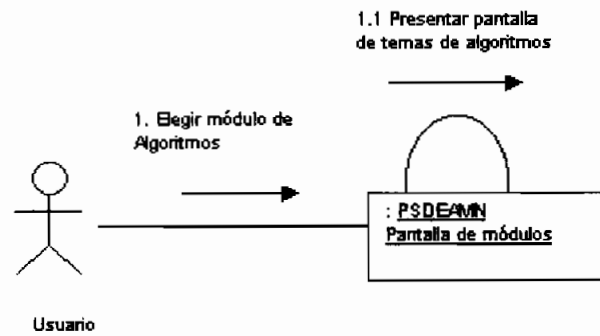 1.1 Presentar pantalla
de temas de algoritmos
1. Elegir módulo de
Algoritmos
: PSDEAMN
Pantalla de módulos
Usuario